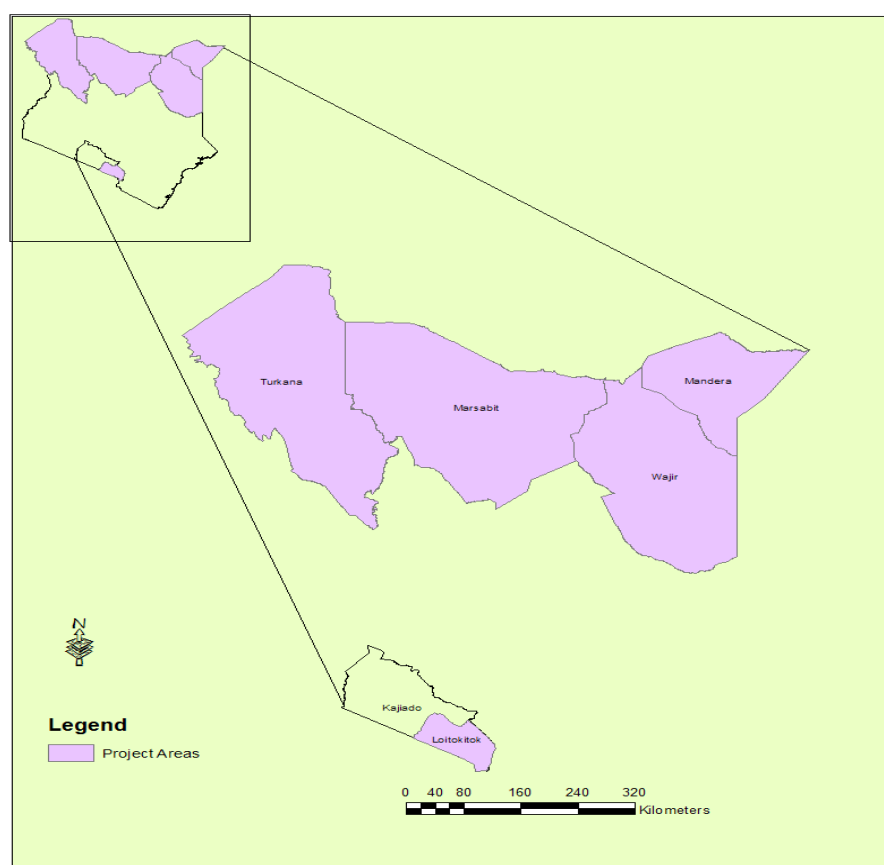 Turkana
Marsabit
Mandera
Wajir
N
Kajiado
Loitokitok
Legend
Project Areas
0 40 80 160 240 320
Kilometers